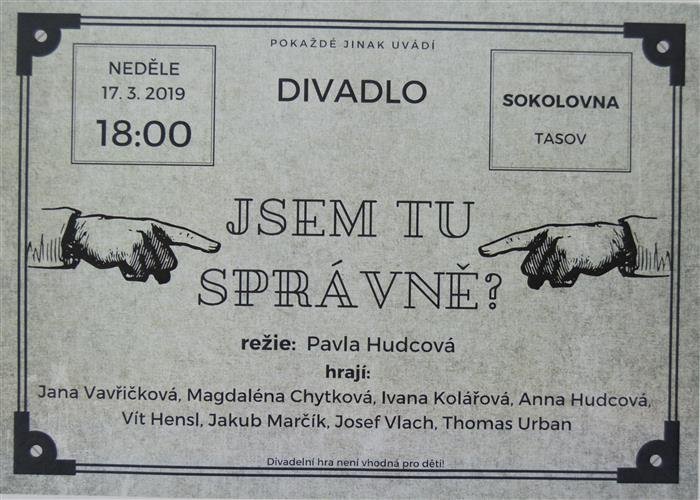 POKAŽDÉ JINAK UVÁDÍ
NEDĚLE
17. 3. 2019
18:00
DIVADLO
SOKOLOVNA
TASOV
JSEM TU
SPRÁVNĚ?
režie: Pavla Hudcová
hrají:
Jana Vavřičková, Magdaléna Chytková, Ivana Kolářová, Anna Hudcová,
Vít Hensl, Jakub Marčík, Josef Vlach, Thomas Urban
Divadelní hra není vhodná pro děti!